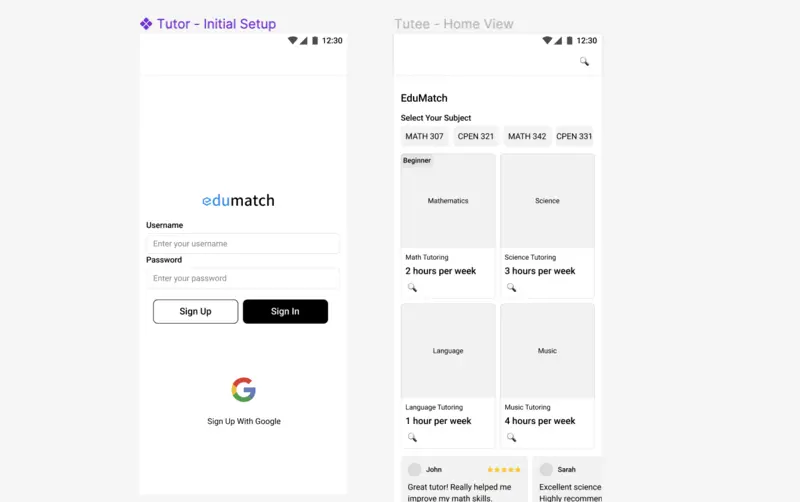 Tutor - Initial Setup
12:30
edumatch
Username
Enter your username
Password
Enter your password
Sign Up
Sign In
Sign Up With Google
Tutee - Home View
12:30
EduMatch
Select Your Subject
MATH 307 CPEN 321 MATH 342 CPEN 331
Beginner
Mathematics
Science
Math Tutoring
2 hours per week
Science Tutoring
3 hours per week
Language
Music
Language Tutoring
1 hour per week
Music Tutoring
4 hours per week
John
Great tutor! Really helped me
improve my math skills.
Sarah
Excellent science